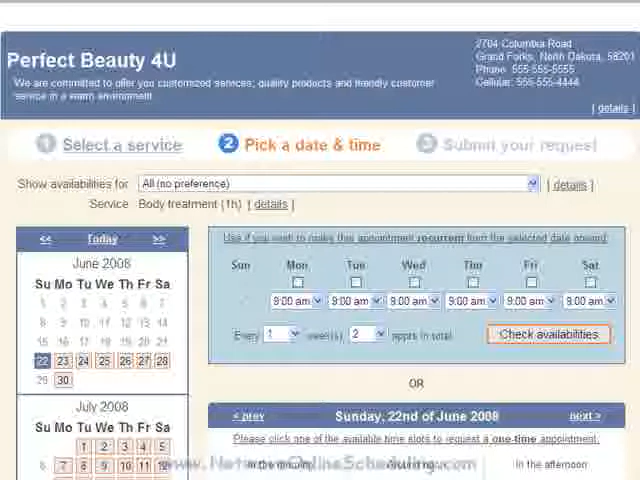 Perfect Beauty 4U
We are committed to offer you customized services, quality products and friendly customer
service in a warm environment
2704 Columbia Road
Grand Forks, North Dakota, 58201
Phone: 555-555-5555
Cellular: 555-555-4444
[ details ]
1 Select a service 2 Pick a date & time 3 Submit your request
Show availabilities for All (no preference) [ details ]
Service Body treatment (1h) [ details ]
<< Today >>
June 2008
Su Mo Tu We Th Fr Sa
1 2 3 4 5 6 7
8 9 10 11 12 13 14
15 16 17 18 19 20 21
22 23 24 25 26 27 28
29 30
July 2008
Su Mo Tu We Th Fr Sa
1 2 3 4 5
6 7 8 9 10 11 12
Use if you wish to make this appointment recurrent from the selected date onward
Sun Mon Tue Wed Thu Fri Sat
9:00 am 9:00 am 9:00 am 9:00 am 9:00 am 9:00 am
Every 1 week(s) 2 appts in total Check availabilities
OR
< prev Sunday, 22nd of June 2008 next >
Please click one of the available time slots to request a one-time appointment.
In the morning Around noon In the afternoon